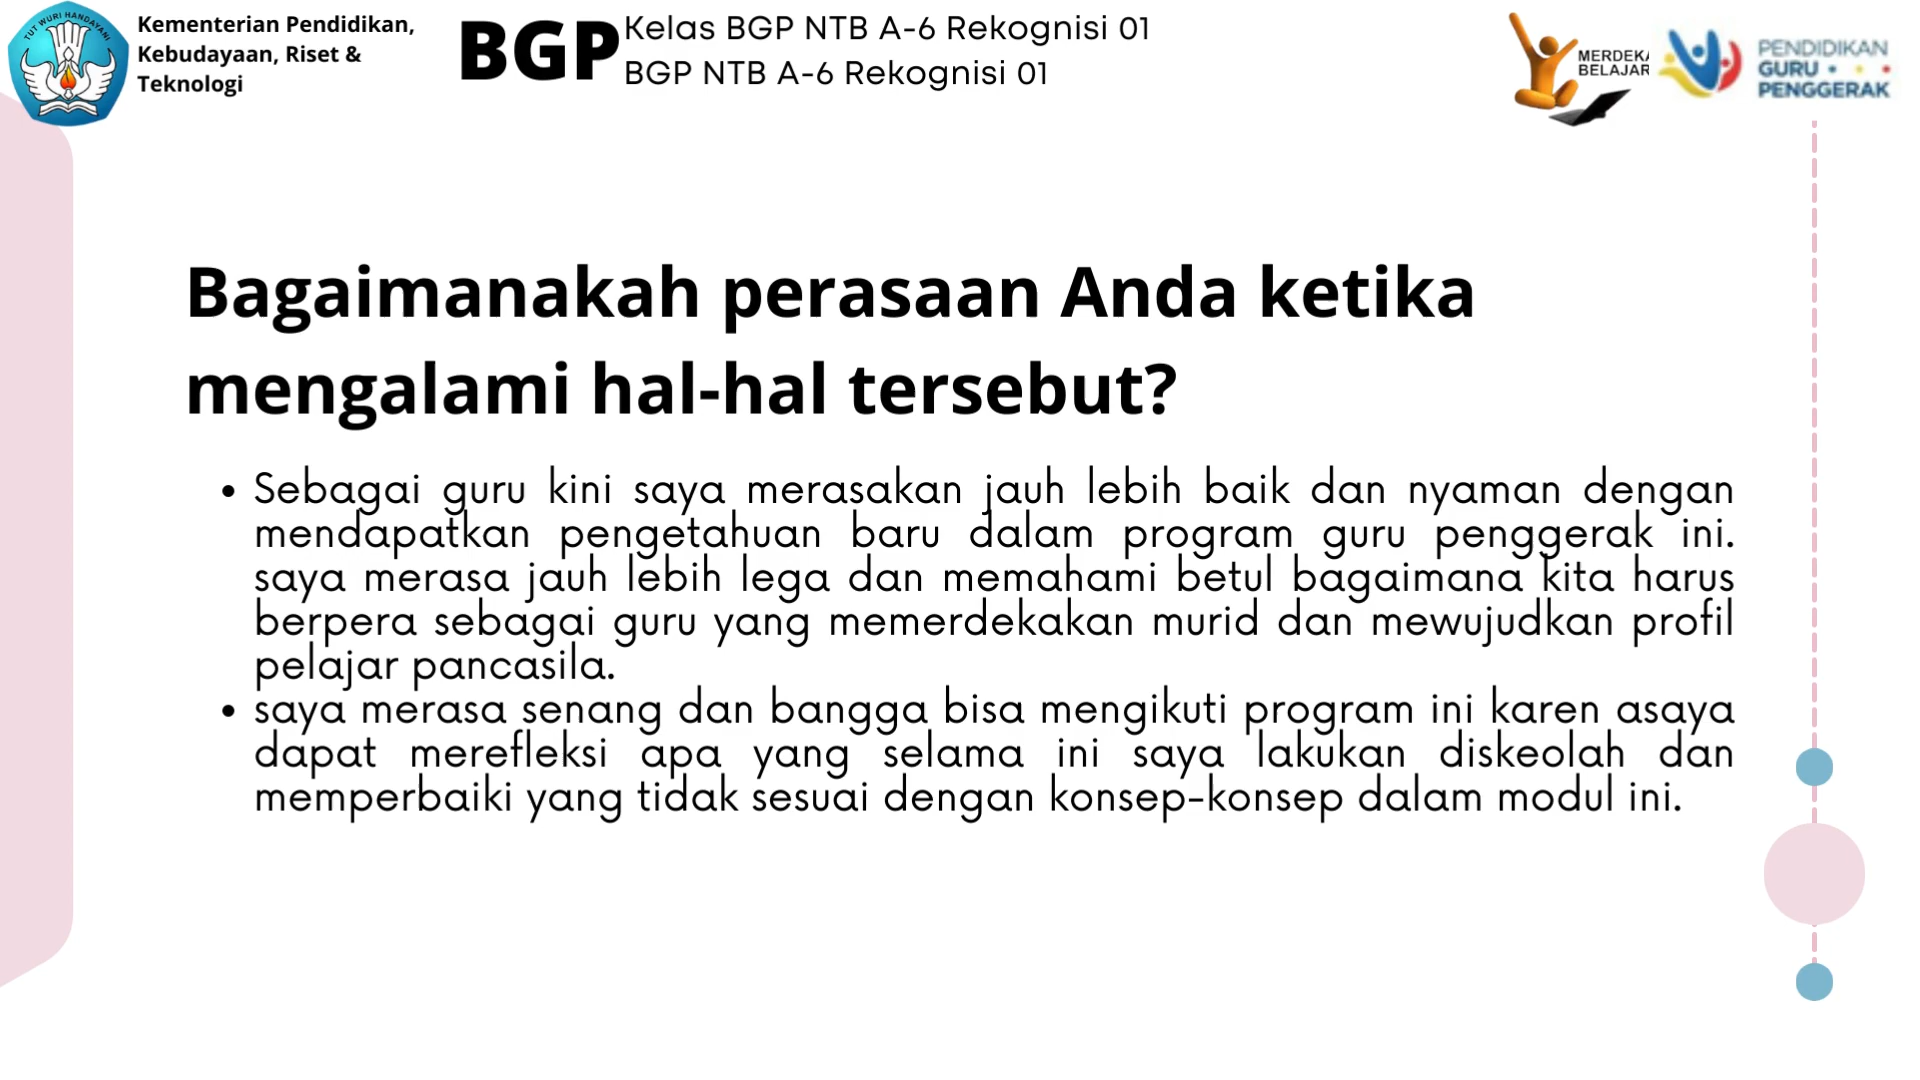 TUT WURI HANDAYANI
Kementerian Pendidikan,
Kebudayaan, Riset &
Teknologi
BGP
Kelas BGP NTB A-6 Rekognisi 01
BGP NTB A-6 Rekognisi 01
MERDEKA
BELAJAR
PENDIDIKAN
GURU
PENGGERAK
Bagaimanakah perasaan Anda ketika
mengalami hal-hal tersebut?
• Sebagai guru kini saya merasakan jauh lebih baik dan nyaman dengan
mendapatkan pengetahuan baru dalam program guru penggerak ini.
saya merasa jauh lebih lega dan memahami betul bagaimana kita harus
berpera sebagai guru yang memerdekakan murid dan mewujudkan profil
pelajar pancasila.
• saya merasa senang dan bangga bisa mengikuti program ini karen asaya
dapat merefleksi apa yang selama ini saya lakukan diskeolah dan
memperbaiki yang tidak sesuai dengan konsep-konsep dalam modul ini.